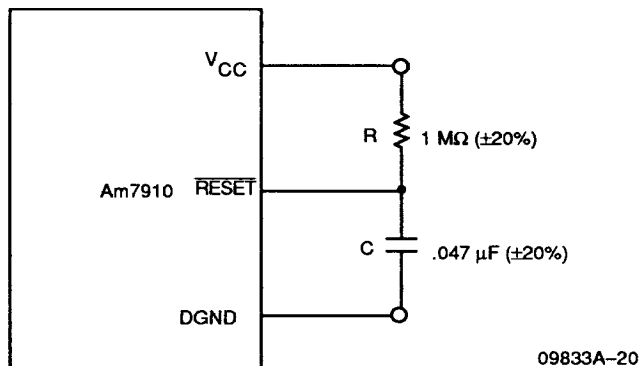 VCC
R 1 MΩ (±20%)
Am7910 RESET
C .047 μF (±20%)
DGND
09833A–20